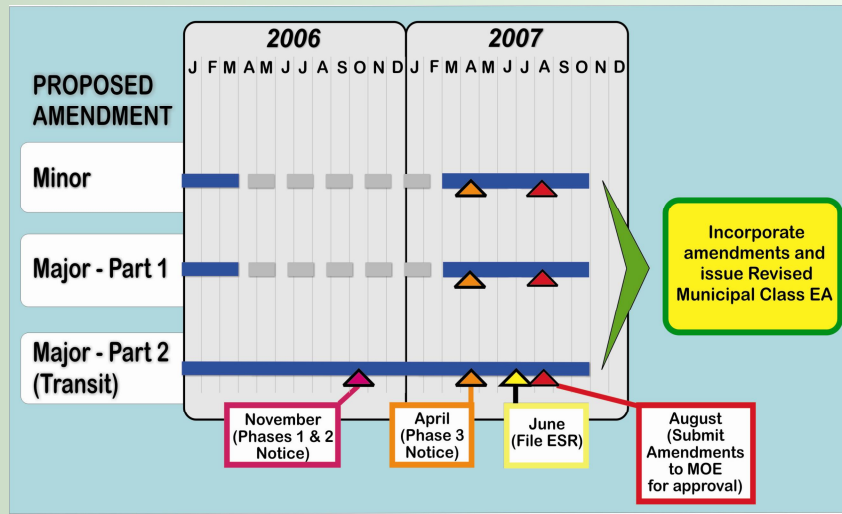 2006
2007
J F M A M J J A S O N D J F M A M J J A S O N D
PROPOSED
AMENDMENT
Minor
Major - Part 1
Major - Part 2
(Transit)
Incorporate
amendments and
issue Revised
Municipal Class EA
November
(Phases 1 & 2
Notice)
April
(Phase 3
Notice)
June
(File ESR)
August
(Submit
Amendments
to MOE
for approval)